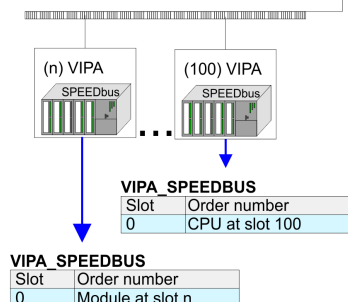 (n) VIPA
(100) VIPA
SPEEDbus
SPEEDbus
VIPA_SPEEDBUS
Slot Order number
0 CPU at slot 100
VIPA_SPEEDBUS
Slot Order number
0 Module at slot n